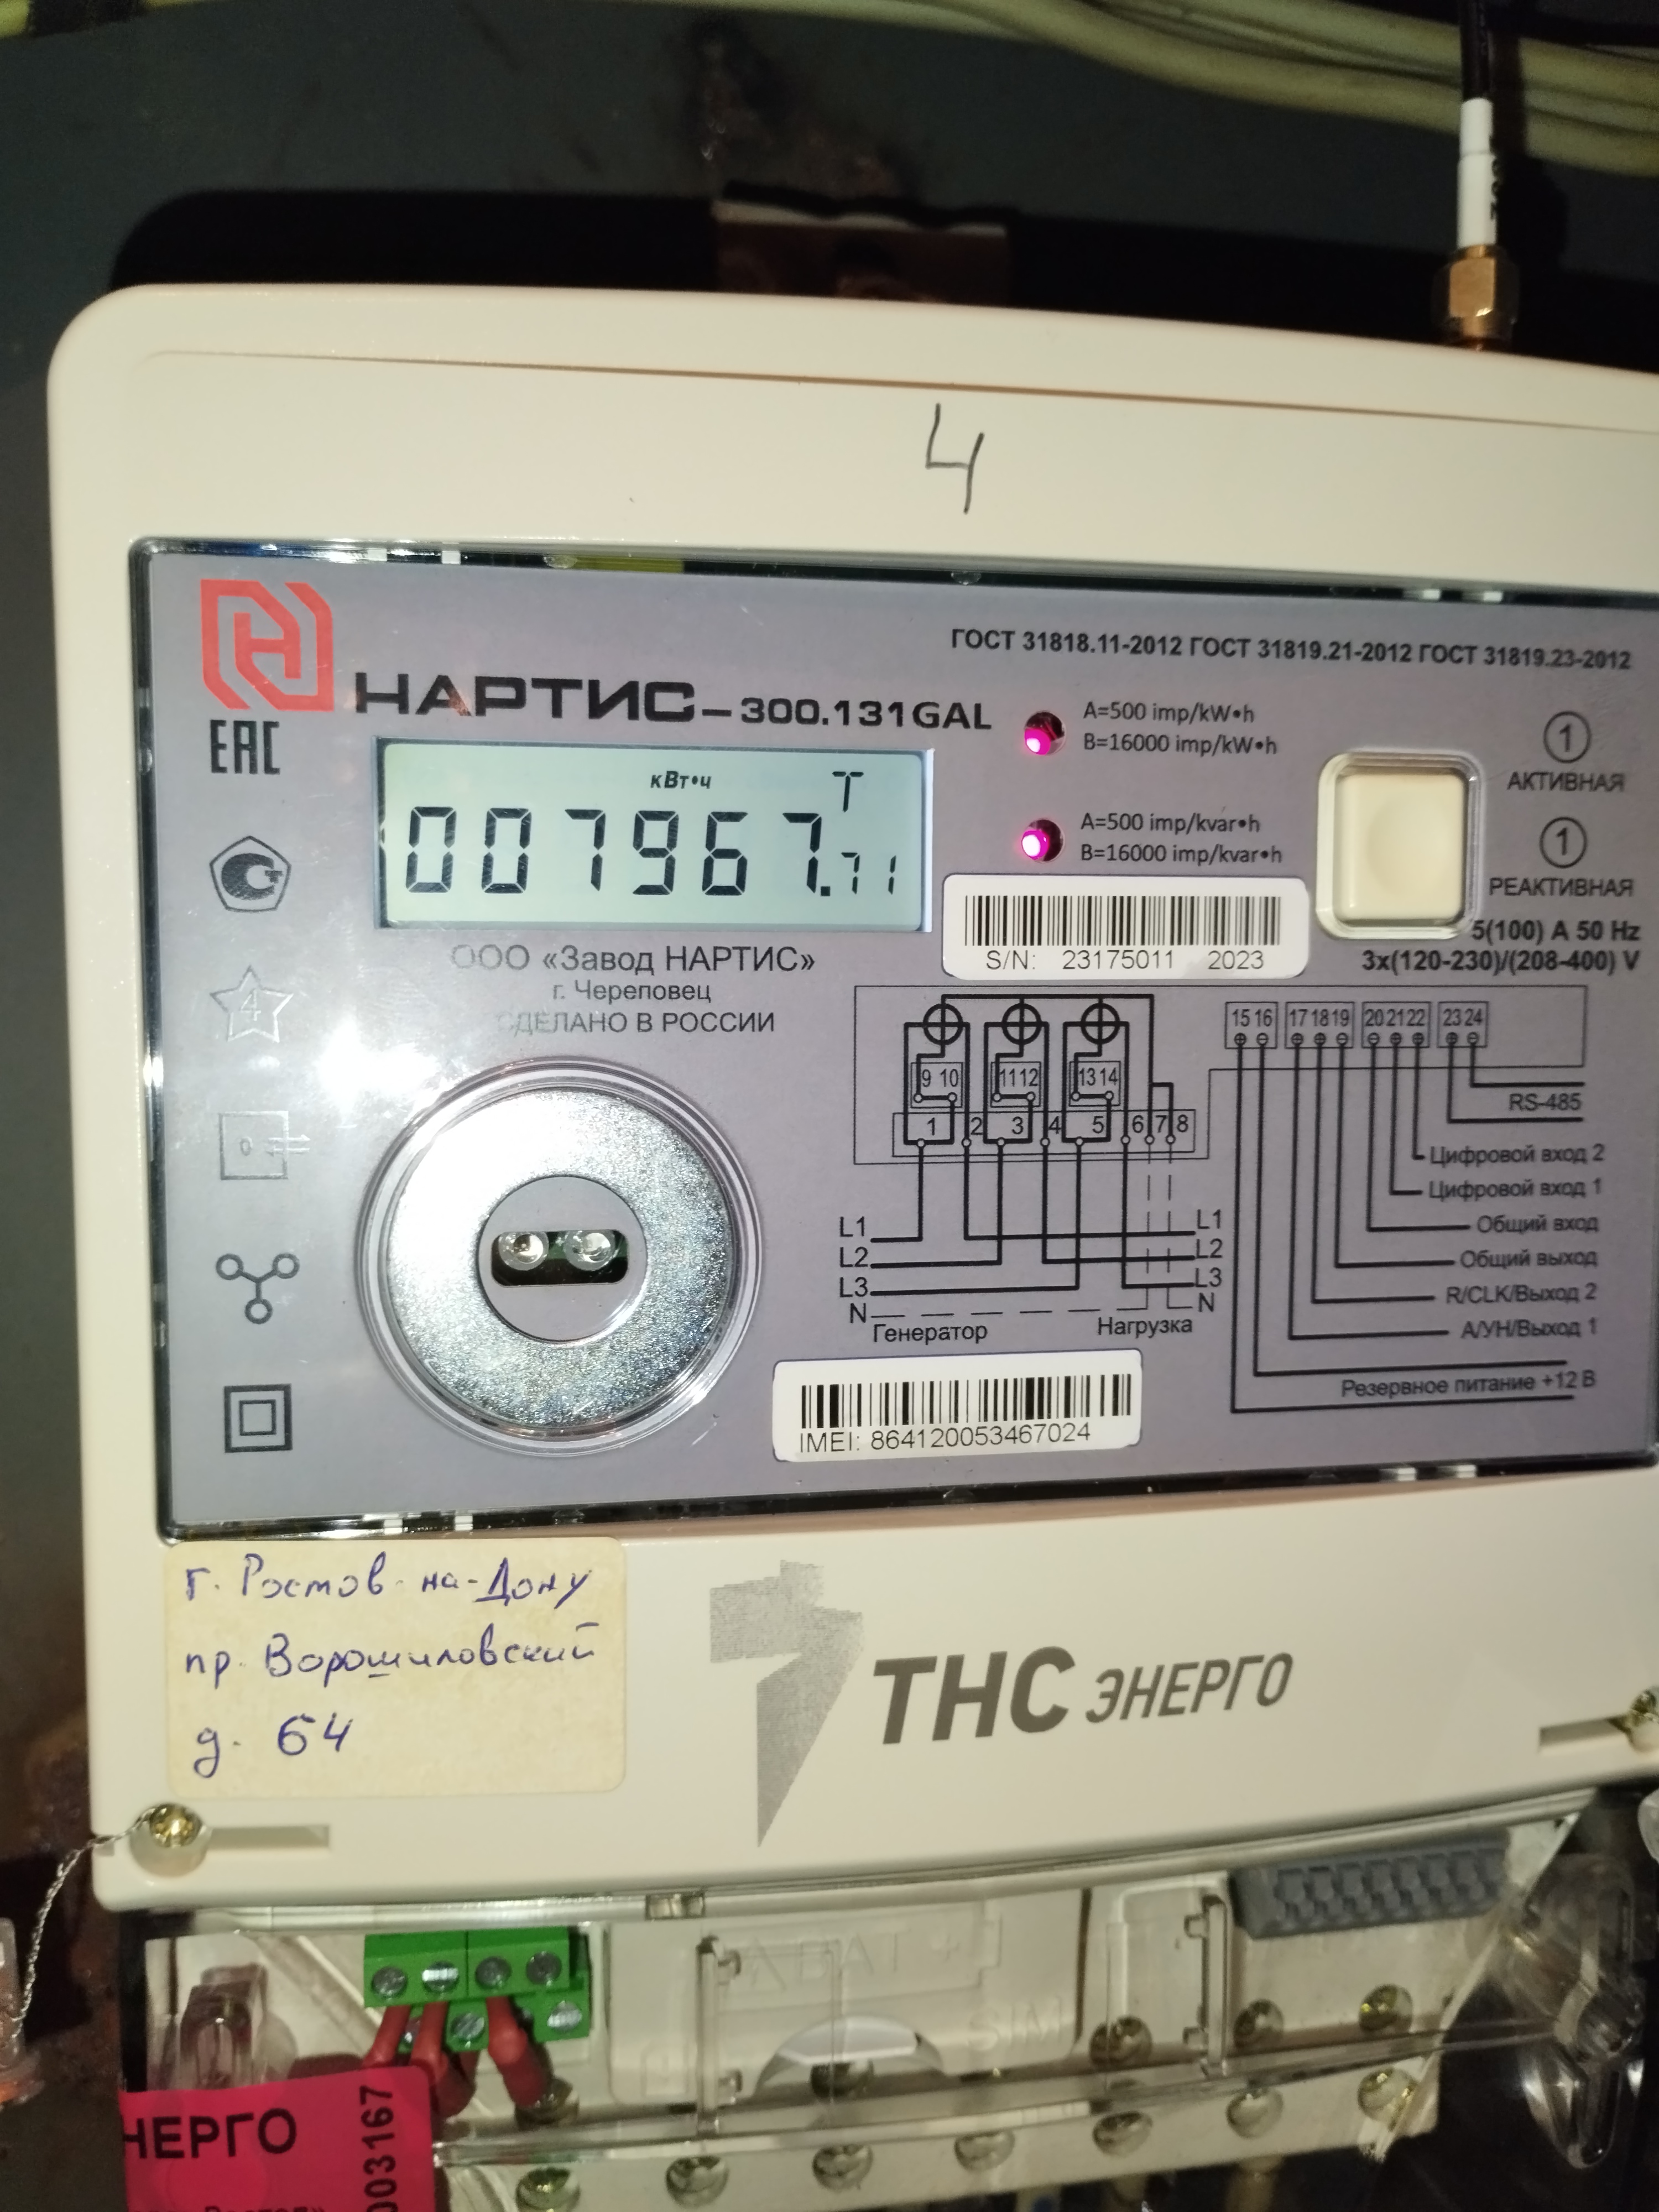 4
НАРТИС-300.131GAL
ГОСТ 31818.11-2012 ГОСТ 31819.21-2012 ГОСТ 31819.23-2012
EAC
A=500 imp/kW•h
B=16000 imp/kW•h
A=500 imp/kvar•h
B=16000 imp/kvar•h
1
АКТИВНАЯ
1
РЕАКТИВНАЯ
кВт•ч
T
007967.71
5(100) A 50 Hz
3x(120-230)/(208-400) V
S/N: 23175011 2023
ООО «Завод НАРТИС»
г. Череповец
СДЕЛАНО В РОССИИ
4
15 16 17 18 19 20 21 22 23 24
9 10 11 12 13 14
1 2 3 4 5 6 7 8
RS-485
Цифровой вход 2
Цифровой вход 1
Общий вход
Общий выход
R/CLK/Выход 2
А/УН/Выход 1
Резервное питание +12 В
L1 L1
L2 L2
L3 L3
N N
Генератор Нагрузка
IMEI: 864120053467024
г. Ростов-на-Дону
пр. Ворошиловский
д. 64
ТНС ЭНЕРГО
SIM
НЕРГО
003167